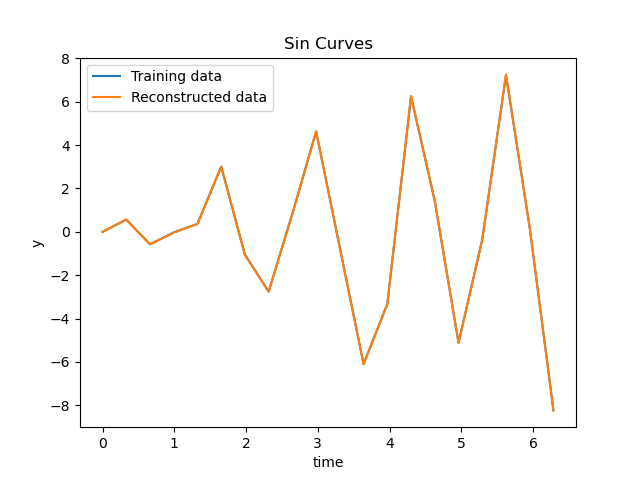 Sin Curves
Training data
Reconstructed data
8
6
4
2
0
−2
−4
−6
−8
y
0 1 2 3 4 5 6
time